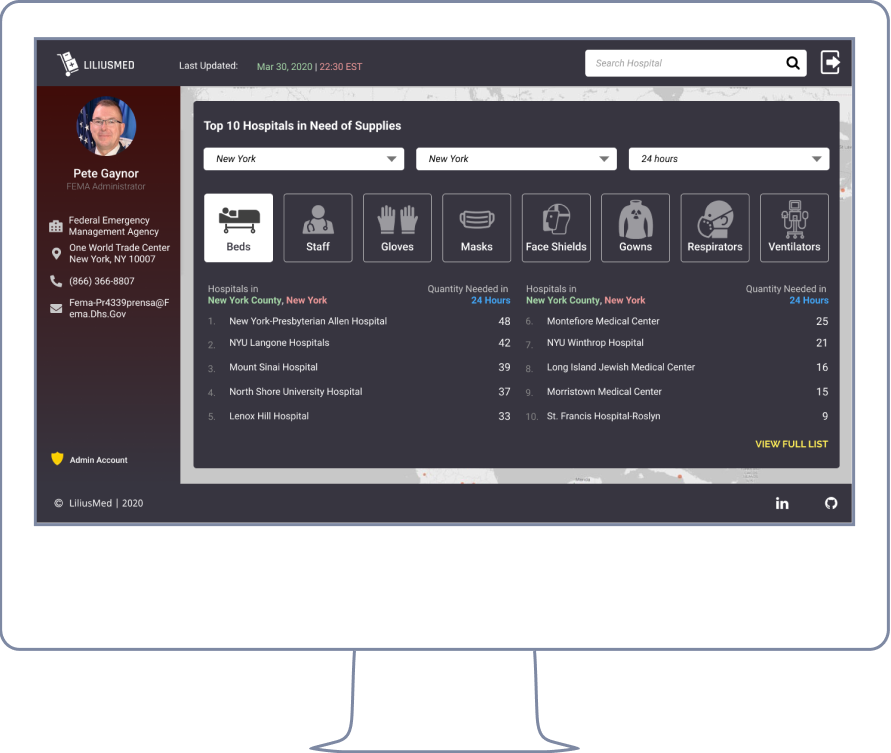 LILIUSMED
Last Updated:
Mar 30, 2020 | 22:30 EST
Search Hospital
Pete Gaynor
FEMA Administrator
Federal Emergency
Management Agency
One World Trade Center
New York, NY 10007
(866) 366-8807
Fema-Pr4339prensa@F
ema.Dhs.Gov
Admin Account
Top 10 Hospitals in Need of Supplies
New York
New York
24 hours
Beds
Staff
Gloves
Masks
Face Shields
Gowns
Respirators
Ventilators
Hospitals in
New York County, New York
Quantity Needed in
24 Hours
1. New York-Presbyterian Allen Hospital 48
2. NYU Langone Hospitals 42
3. Mount Sinai Hospital 39
4. North Shore University Hospital 37
5. Lenox Hill Hospital 33
Hospitals in
New York County, New York
Quantity Needed in
24 Hours
6. Montefiore Medical Center 25
7. NYU Winthrop Hospital 21
8. Long Island Jewish Medical Center 16
9. Morristown Medical Center 15
10. St. Francis Hospital-Roslyn 9
VIEW FULL LIST
© LiliusMed | 2020
in